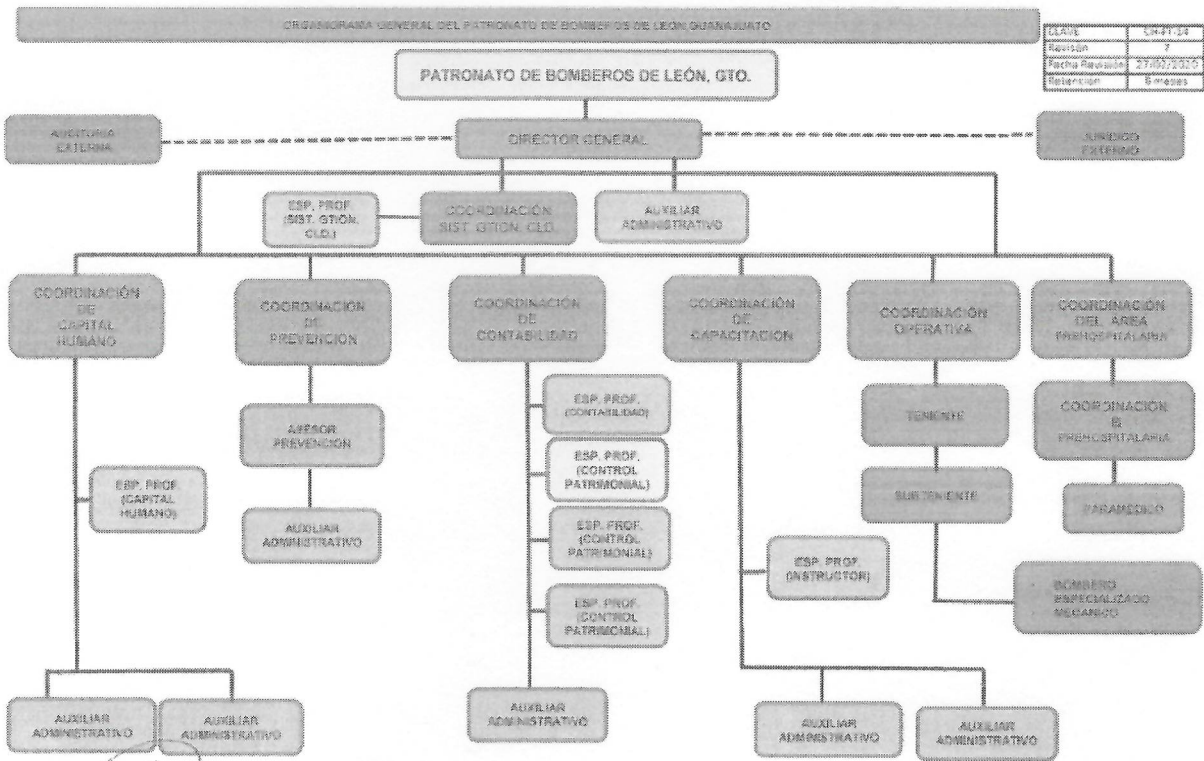 ORGANIGRAMA GENERAL DEL PATRONATO DE BOMBEROS DE LEÓN GUANAJUATO
CLAVE
Revisión 7
Fecha Revisión
Retención 6 meses
PATRONATO DE BOMBEROS DE LEÓN, GTO.
AUDITORIA
EXTERNA
DIRECTOR GENERAL
JURIDICO
EXTERNO
ESP. PROF.
(SIST. GTION.
CLD.)
COORDINACIÓN
SIST. GTION. CLD.
AUXILIAR
ADMINISTRATIVO
COORDINACIÓN
DE
CAPITAL
HUMANO
COORDINACION
DE
PREVENCION
COORDINACIÓN
DE
CONTABILIDAD
COORDINACIÓN
DE
CAPACITACION
COORDINACIÓN
OPERATIVA
COORDINACIÓN
DEL ÁREA
PREHOSPITALARIA
ESP. PROF.
(CONTABILIDAD)
ASESOR
PREVENCION
TENIENTE
COORDINACION
B
PREHOSPITALARIA
ESP. PROF.
(CONTROL
PATRIMONIAL)
ESP. PROF.
(CAPITAL
HUMANO)
SUBTENIENTE
PARAMEDICO
AUXILIAR
ADMINISTRATIVO
ESP. PROF.
(CONTROL
PATRIMONIAL)
ESP. PROF.
(INSTRUCTOR)
ESP. PROF.
(CONTROL
PATRIMONIAL)
BOMBERO
ESPECIALIZADO
MECANICO
AUXILIAR
ADMINISTRATIVO
AUXILIAR
ADMINISTRATIVO
AUXILIAR
ADMINISTRATIVO
AUXILIAR
ADMINISTRATIVO
AUXILIAR
ADMINISTRATIVO